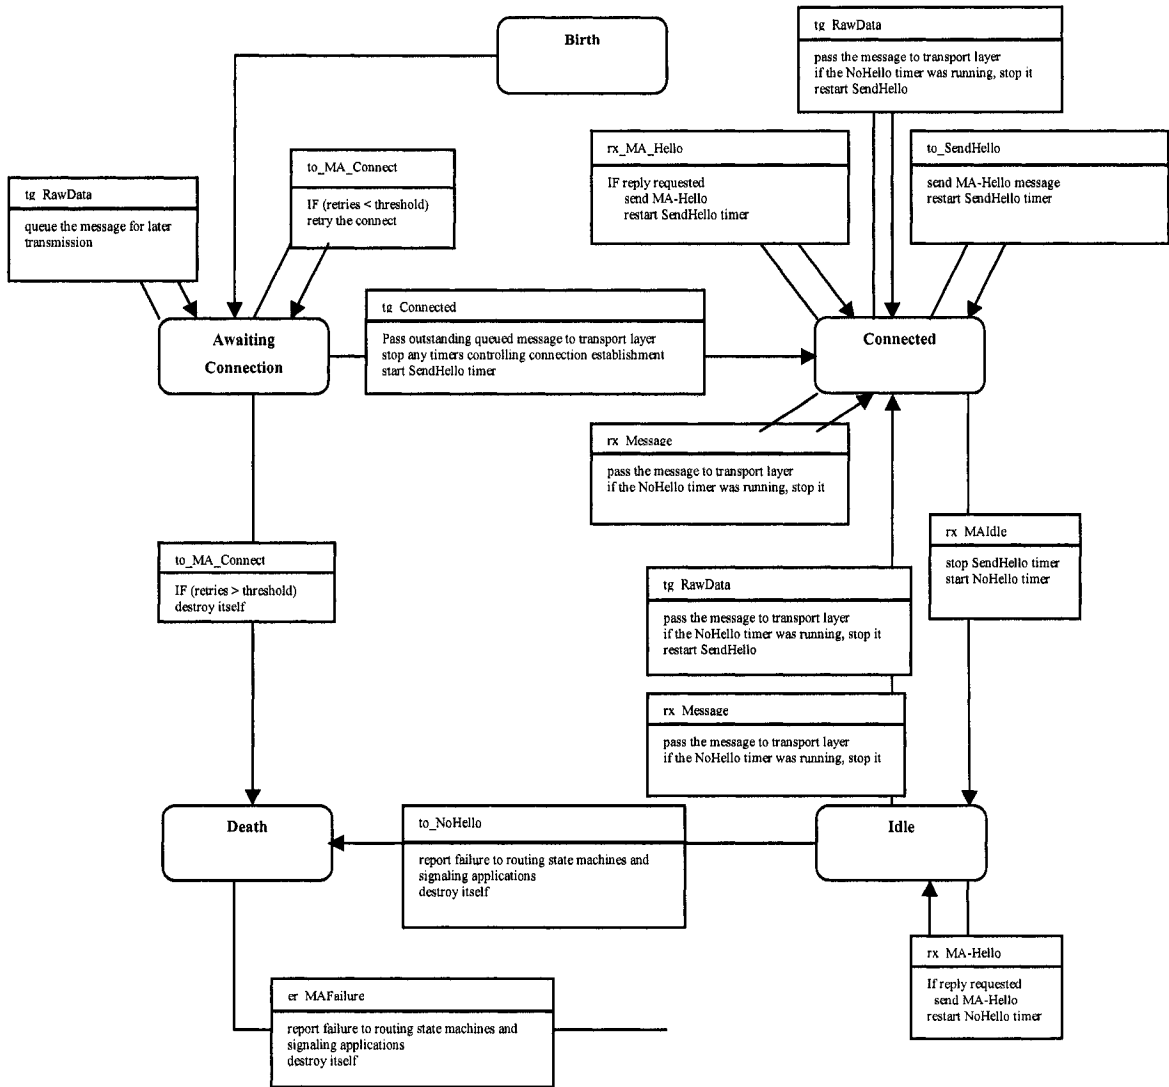 Birth
tg RawData
pass the message to transport layer
if the NoHello timer was running, stop it
restart SendHello
to_MA_Connect
IF (retries < threshold)
retry the connect
rx_MA_Hello
IF reply requested
send MA-Hello
restart SendHello timer
to_SendHello
send MA-Hello message
restart SendHello timer
tg RawData
queue the message for later
transmission
Awaiting
Connection
tg Connected
Pass outstanding queued message to transport layer
stop any timers controlling connection establishment
start SendHello timer
Connected
rx Message
pass the message to transport layer
if the NoHello timer was running, stop it
rx MAIdle
stop SendHello timer
start NoHello timer
to_MA_Connect
IF (retries > threshold)
destroy itself
tg RawData
pass the message to transport layer
if the NoHello timer was running, stop it
restart SendHello
rx Message
pass the message to transport layer
if the NoHello timer was running, stop it
Death
to_NoHello
report failure to routing state machines and
signaling applications
destroy itself
Idle
rx MA-Hello
If reply requested
send MA-Hello
restart NoHello timer
er MAFailure
report failure to routing state machines and
signaling applications
destroy itself